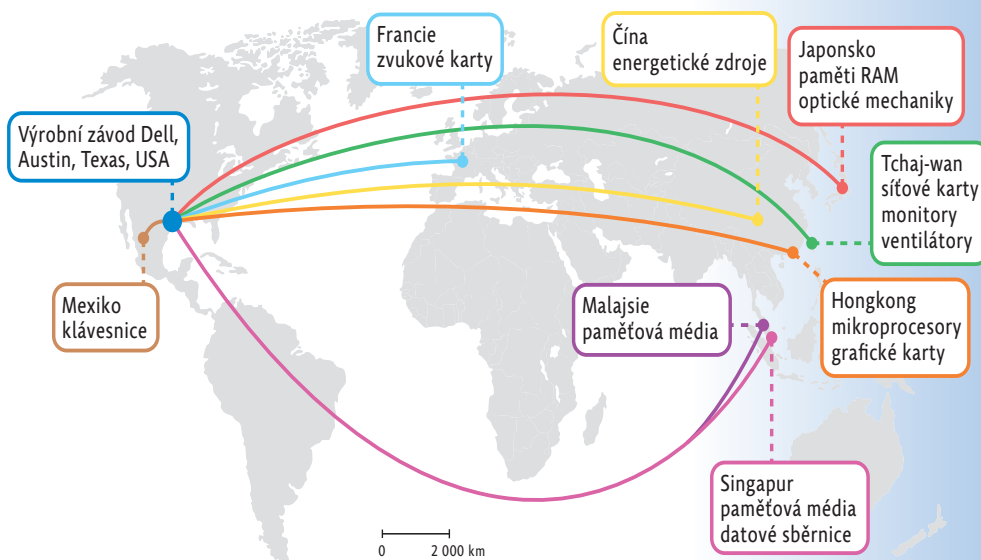 Francie
zvukové karty
Čína
energetické zdroje
Japonsko
paměti RAM
optické mechaniky
Výrobní závod Dell,
Austin, Texas, USA
Tchaj-wan
síťové karty
monitory
ventilátory
Mexiko
klávesnice
Malajsie
paměťová média
Hongkong
mikroprocesory
grafické karty
Singapur
paměťová média
datové sběrnice
0 2 000 km